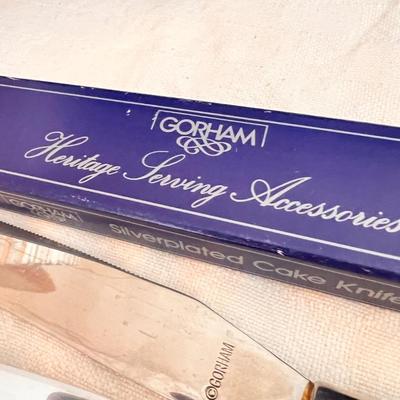 GORHAM
Heritage Serving Accessories
GORHAM
Silverplated Cake Knife
©GORHAM